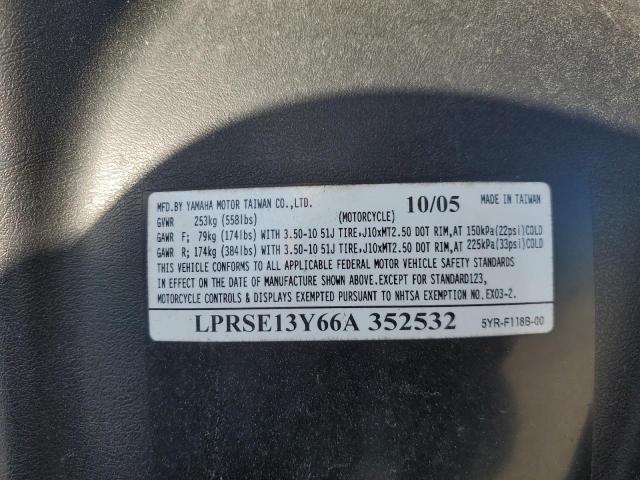 MFD.BY YAMAHA MOTOR TAIWAN CO.,LTD. 10/05 MADE IN TAIWAN
GVWR 253kg (558lbs) (MOTORCYCLE)
GAWR F; 79kg (174lbs) WITH 3.50-10 51J TIRE.J10xMT2.50 DOT RIM,AT 150kPa(22psi)COLD
GAWR R; 174kg (384lbs) WITH 3.50-10 51J TIRE.J10xMT2.50 DOT RIM,AT 225kPa(33psi)COLD
THIS VEHICLE CONFORMS TO ALL APPLICABLE FEDERAL MOTOR VEHICLE SAFETY STANDARDS
IN EFFECT ON THE DATE OF MANUFACTURE SHOWN ABOVE.EXCEPT FOR STANDARD123,
MOTORCYCLE CONTROLS & DISPLAYS EXEMPTED PURSUANT TO NHTSA EXEMPTION NO. EX03-2.
LPRSE13Y66A 352532 5YR-F118B-00